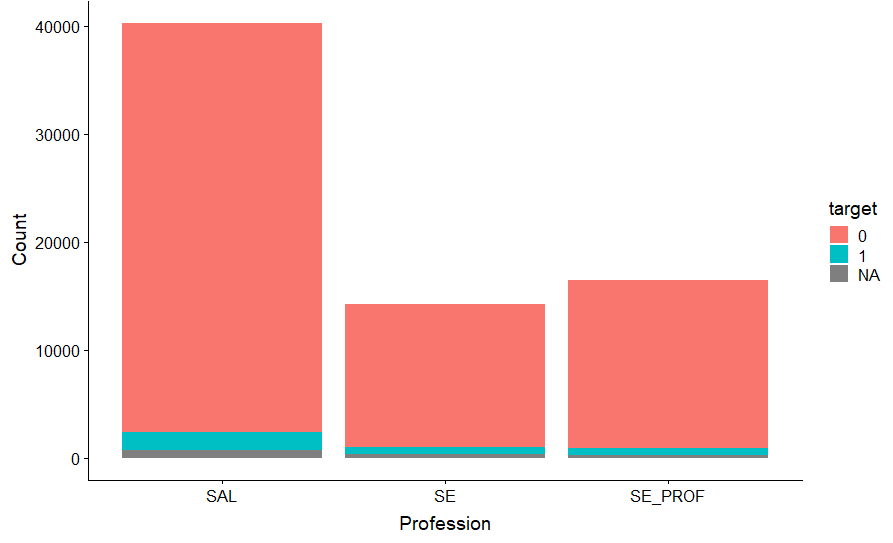 40000
30000
20000
10000
0
Count
SAL
SE
SE_PROF
Profession
target
0
1
NA